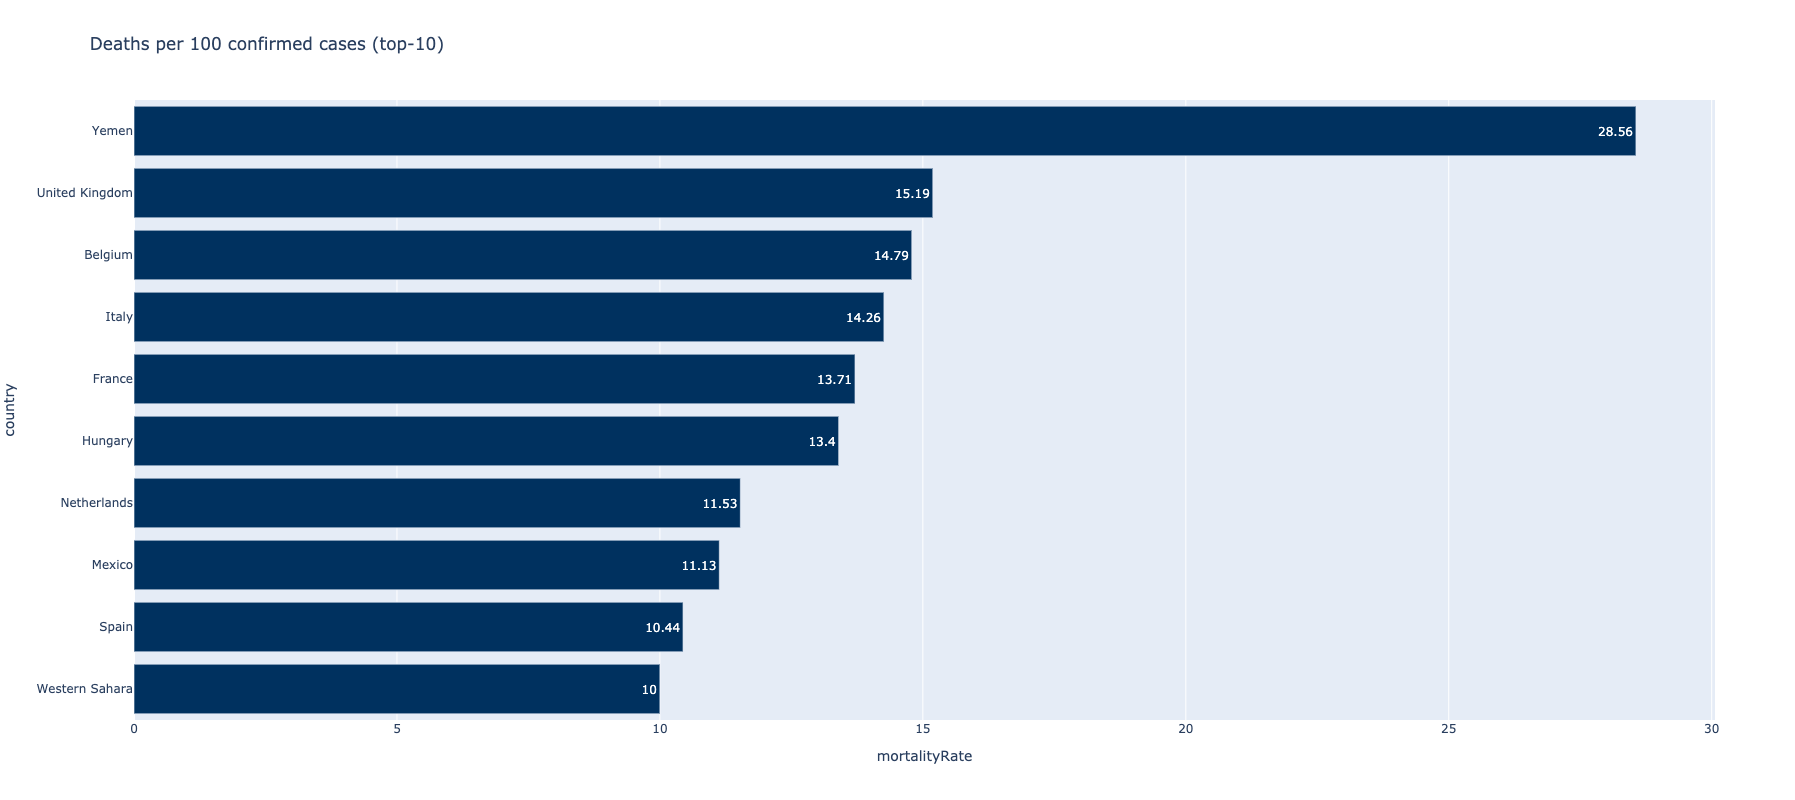 Deaths per 100 confirmed cases (top-10)
country
Yemen 28.56
United Kingdom 15.19
Belgium 14.79
Italy 14.26
France 13.71
Hungary 13.4
Netherlands 11.53
Mexico 11.13
Spain 10.44
Western Sahara 10
0 5 10 15 20 25 30
mortalityRate